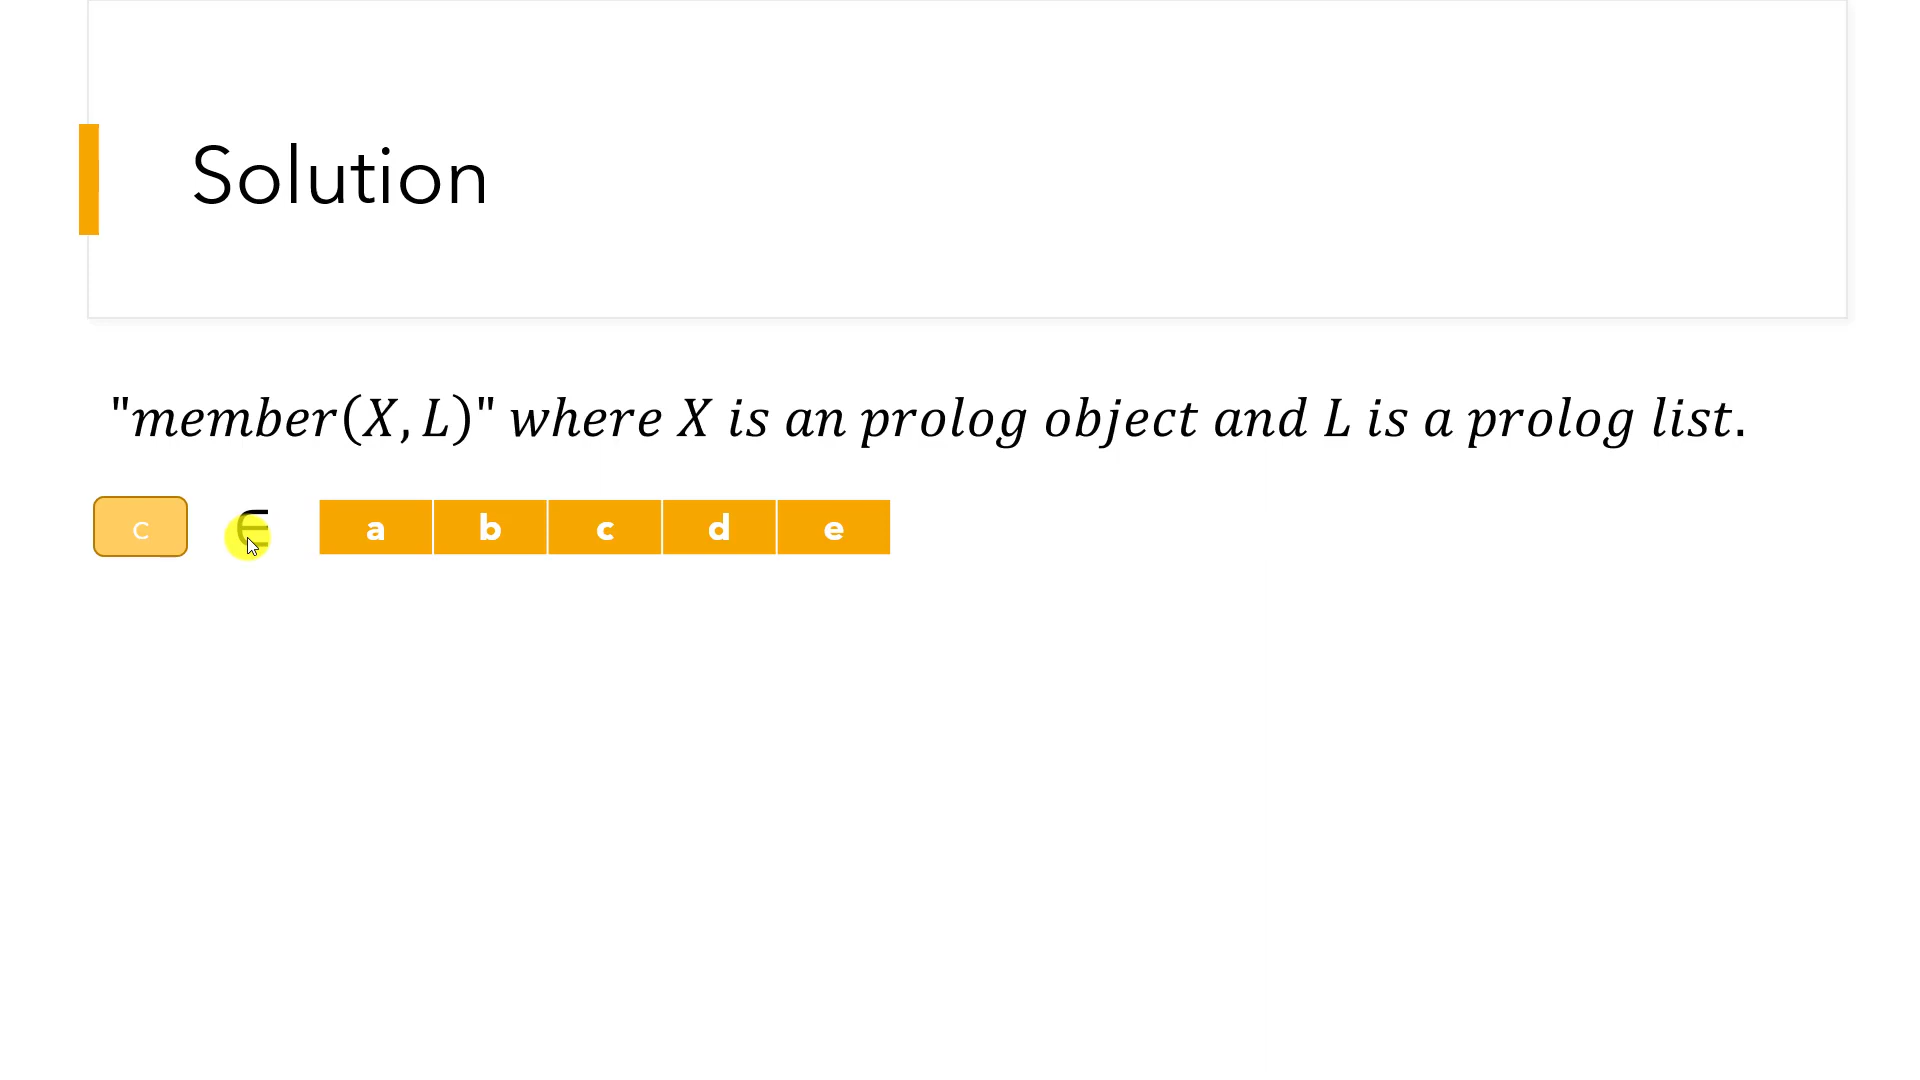 Solution
"member(X, L)" where X is an prolog object and L is a prolog list.
c ∈ a b c d e